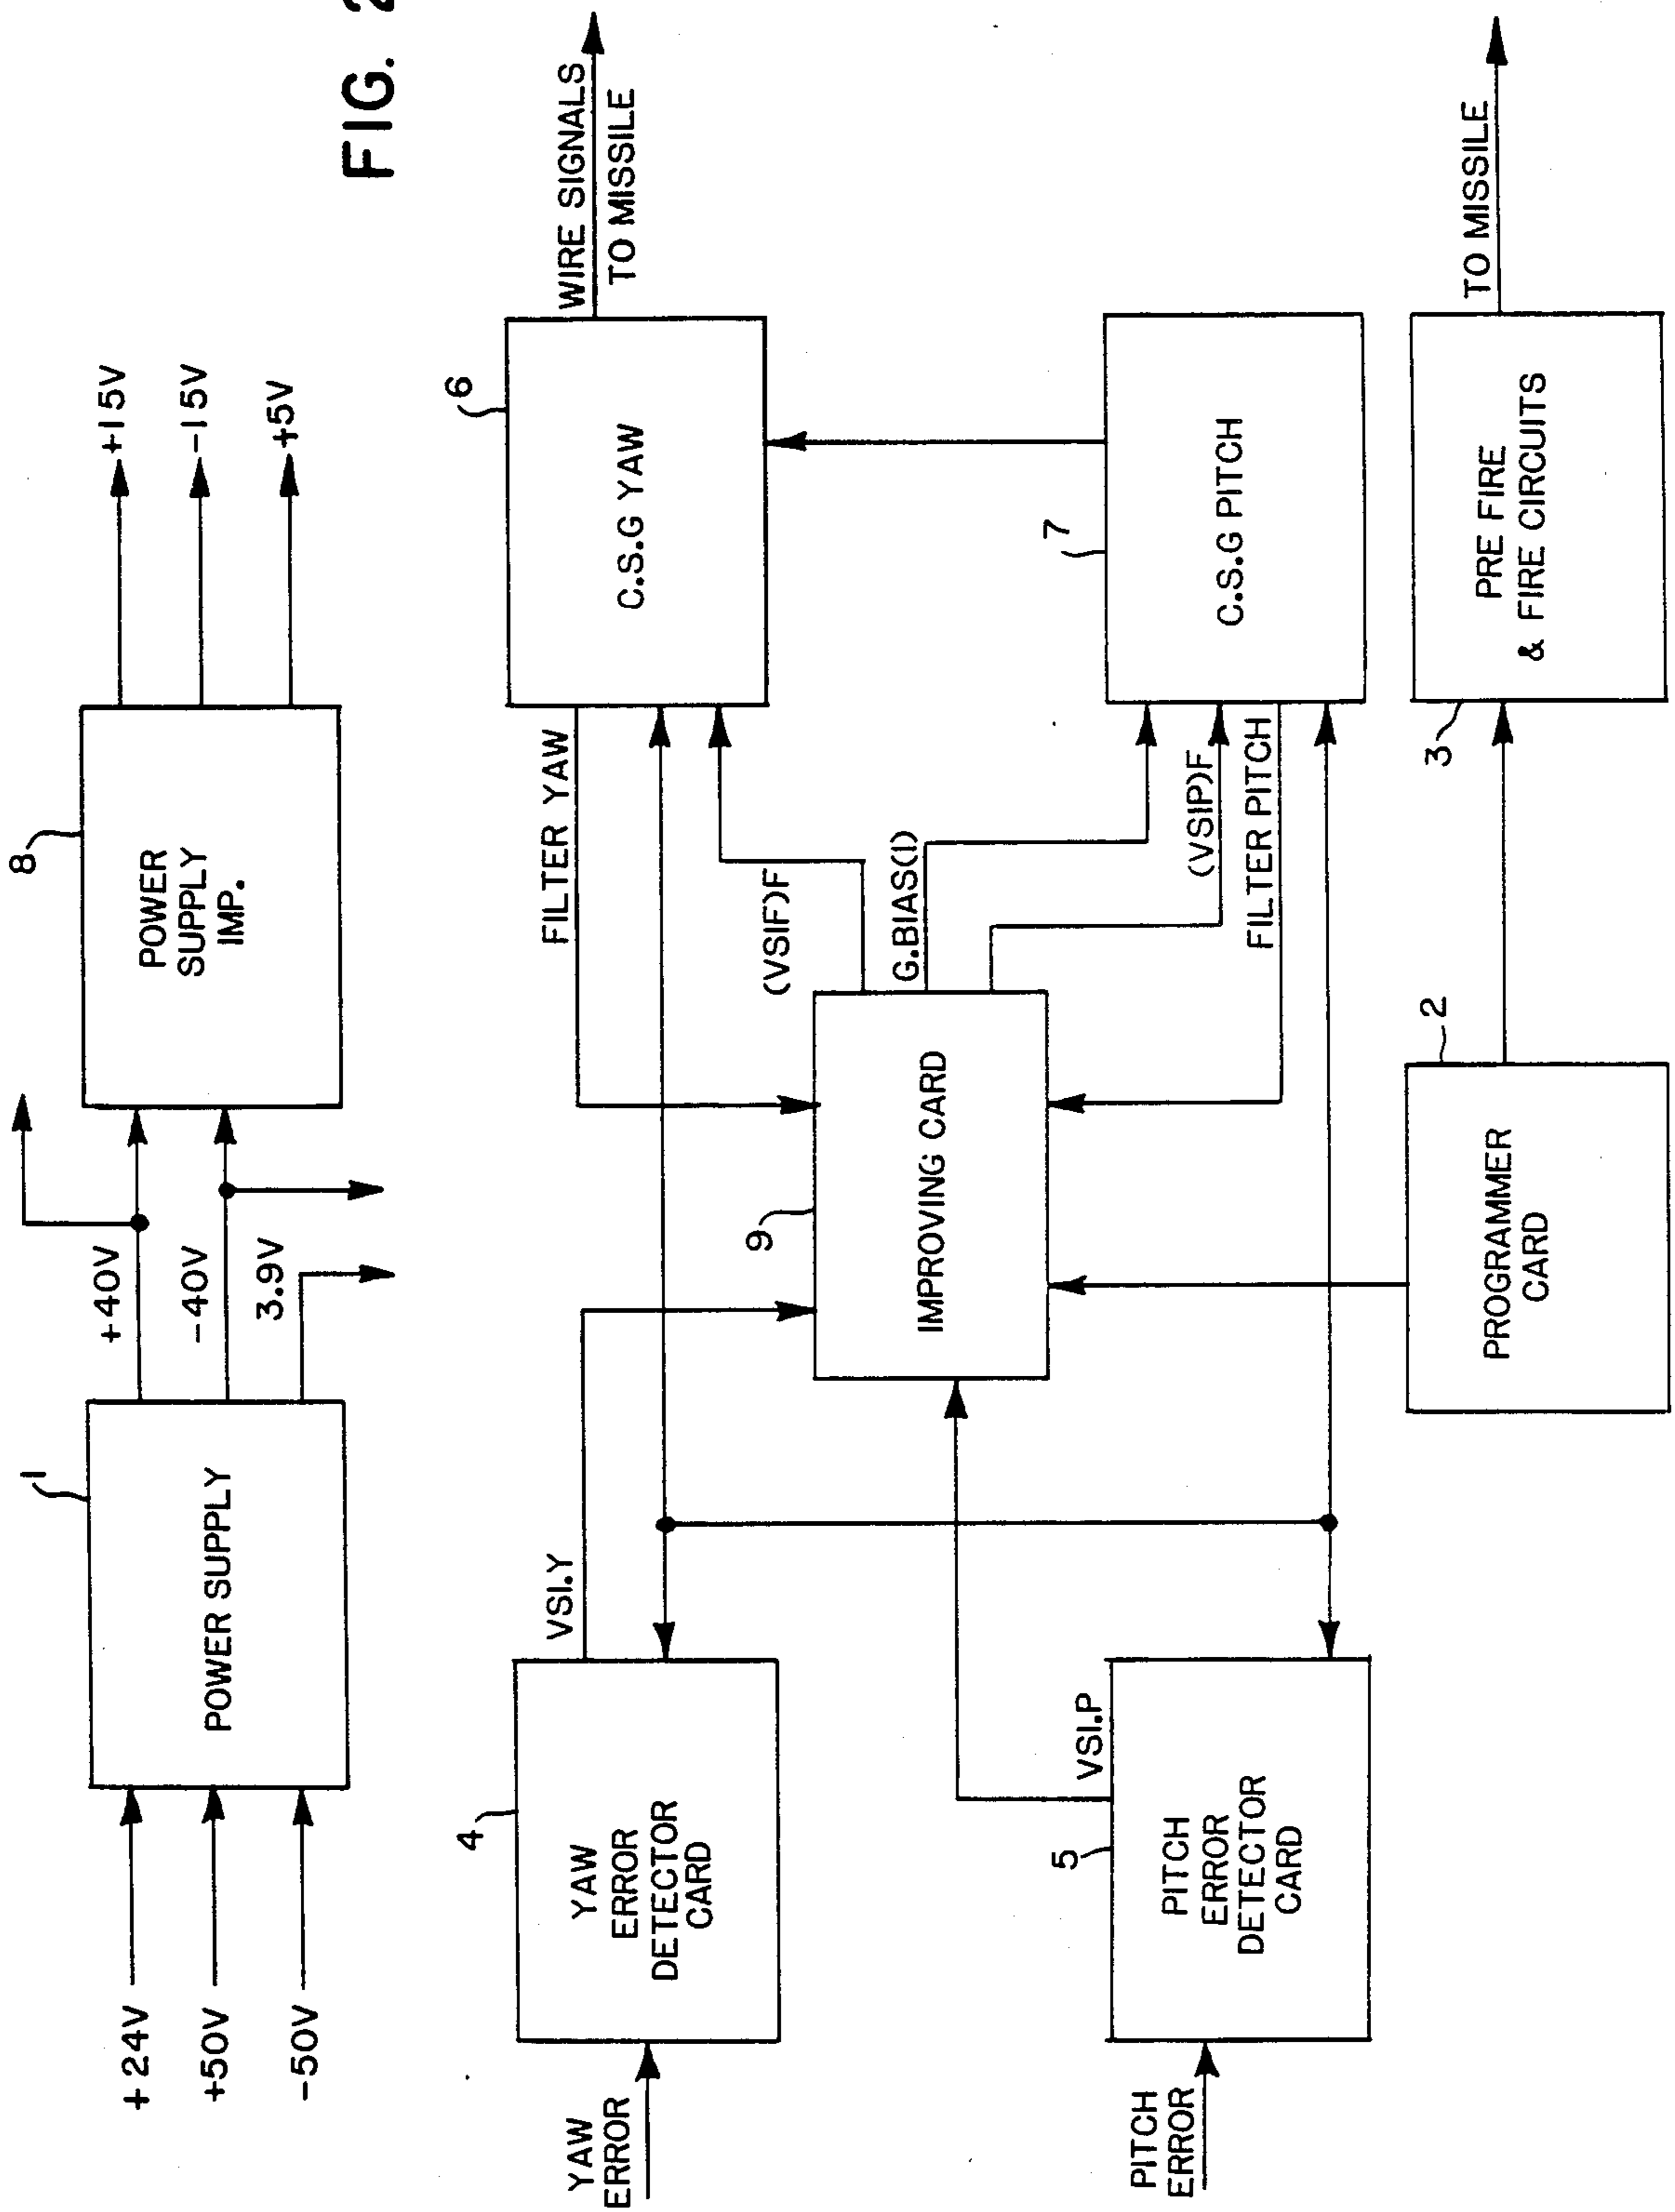 FIG. 2
+24V
+50V
-50V
1
POWER SUPPLY
+40V
-40V
3.9V
8
POWER
SUPPLY
IMP.
+15V
-15V
+5V
YAW
ERROR
4
YAW
ERROR
DETECTOR
CARD
VSI.Y
FILTER YAW
(VSIF)F
6
C.S.G YAW
WIRE SIGNALS
TO MISSILE
9
IMPROVING CARD
G.BIAS(1)
(VSIP)F
FILTER PITCH
7
C.S.G PITCH
PITCH
ERROR
5
PITCH
ERROR
DETECTOR
CARD
VSI.P
2
PROGRAMMER
CARD
3
PRE FIRE
& FIRE CIRCUITS
TO MISSILE